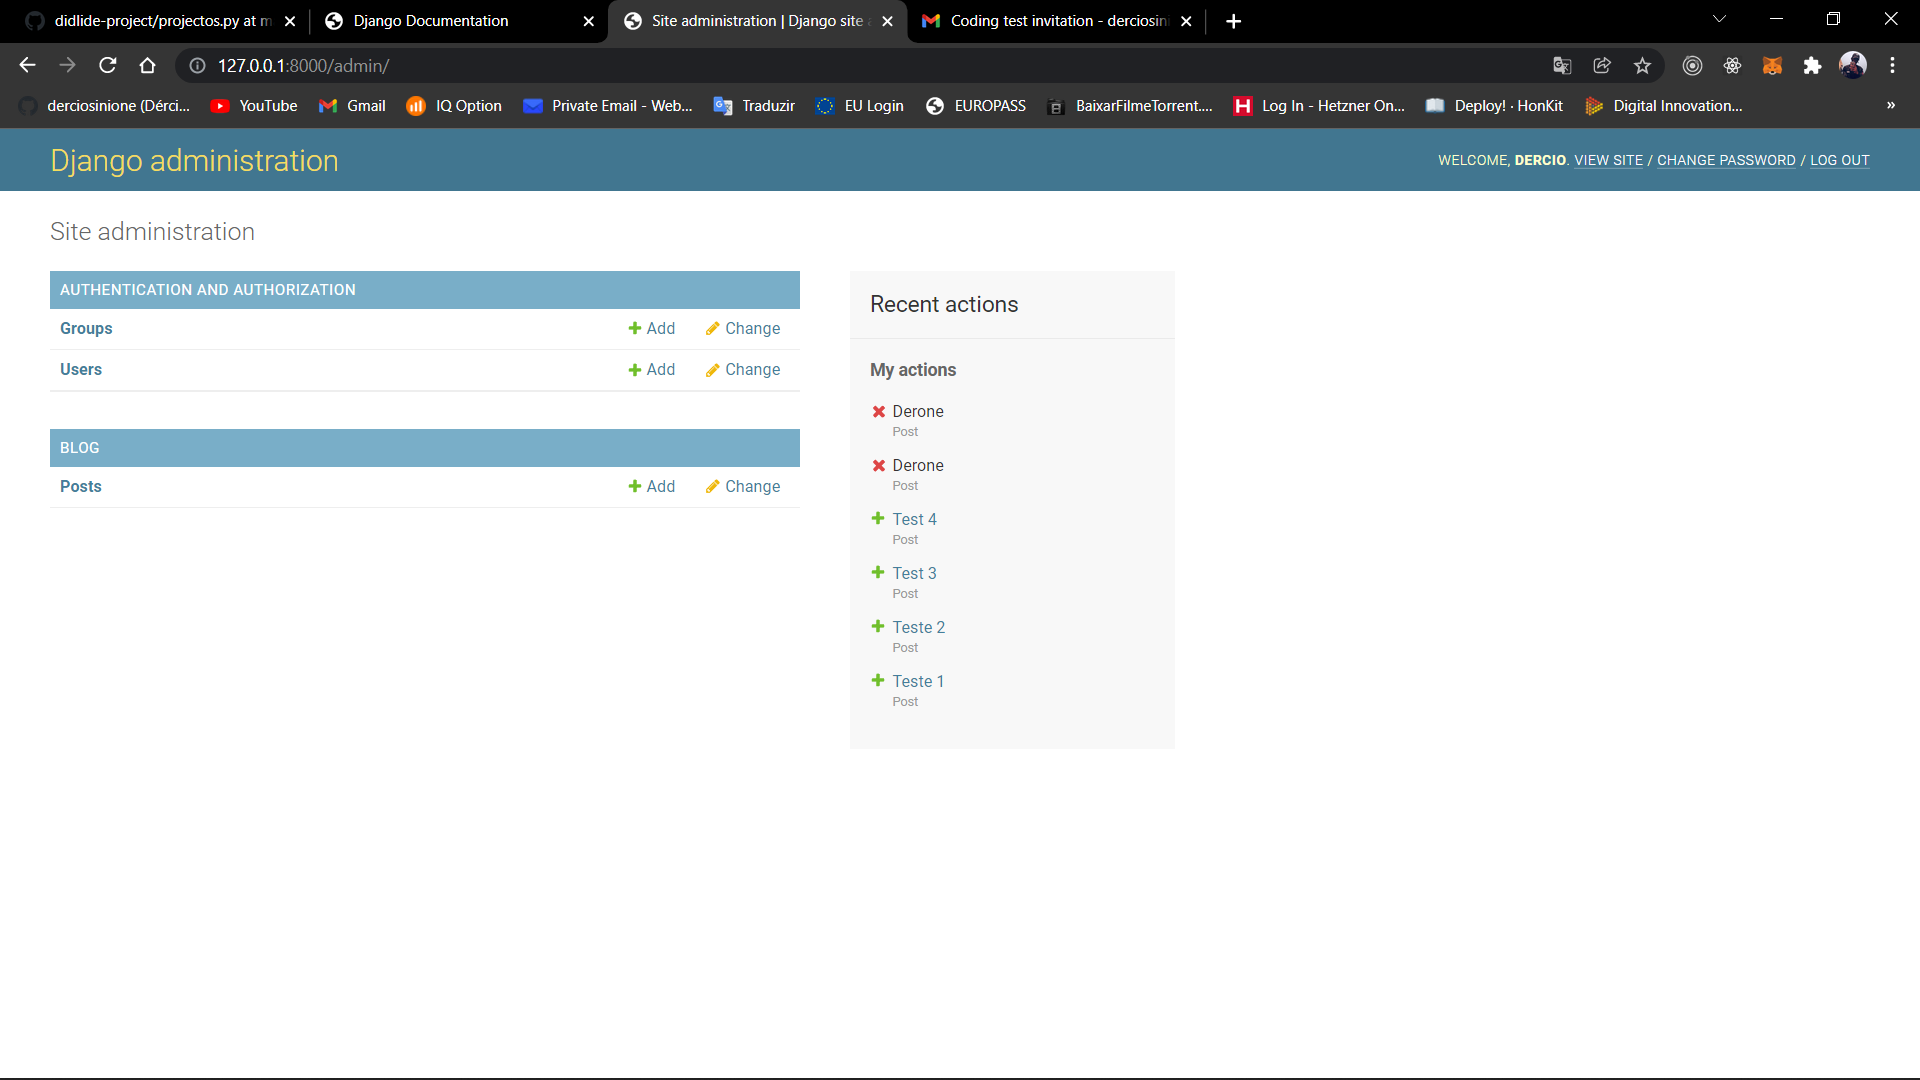 didlide-project/projectos.py at m
Django Documentation
Site administration | Django site a
Coding test invitation - derciosini
127.0.0.1:8000/admin/
derciosinione (Dérci...
YouTube
Gmail
IQ Option
Private Email - Web...
Traduzir
EU Login
EUROPASS
BaixarFilmeTorrent....
Log In - Hetzner On...
Deploy! · HonKit
Digital Innovation...
»
Django administration
WELCOME, DERCIO. VIEW SITE / CHANGE PASSWORD / LOG OUT
Site administration
AUTHENTICATION AND AUTHORIZATION
Groups Add Change
Users Add Change
BLOG
Posts Add Change
Recent actions
My actions
Derone
Post
Derone
Post
Test 4
Post
Test 3
Post
Teste 2
Post
Teste 1
Post